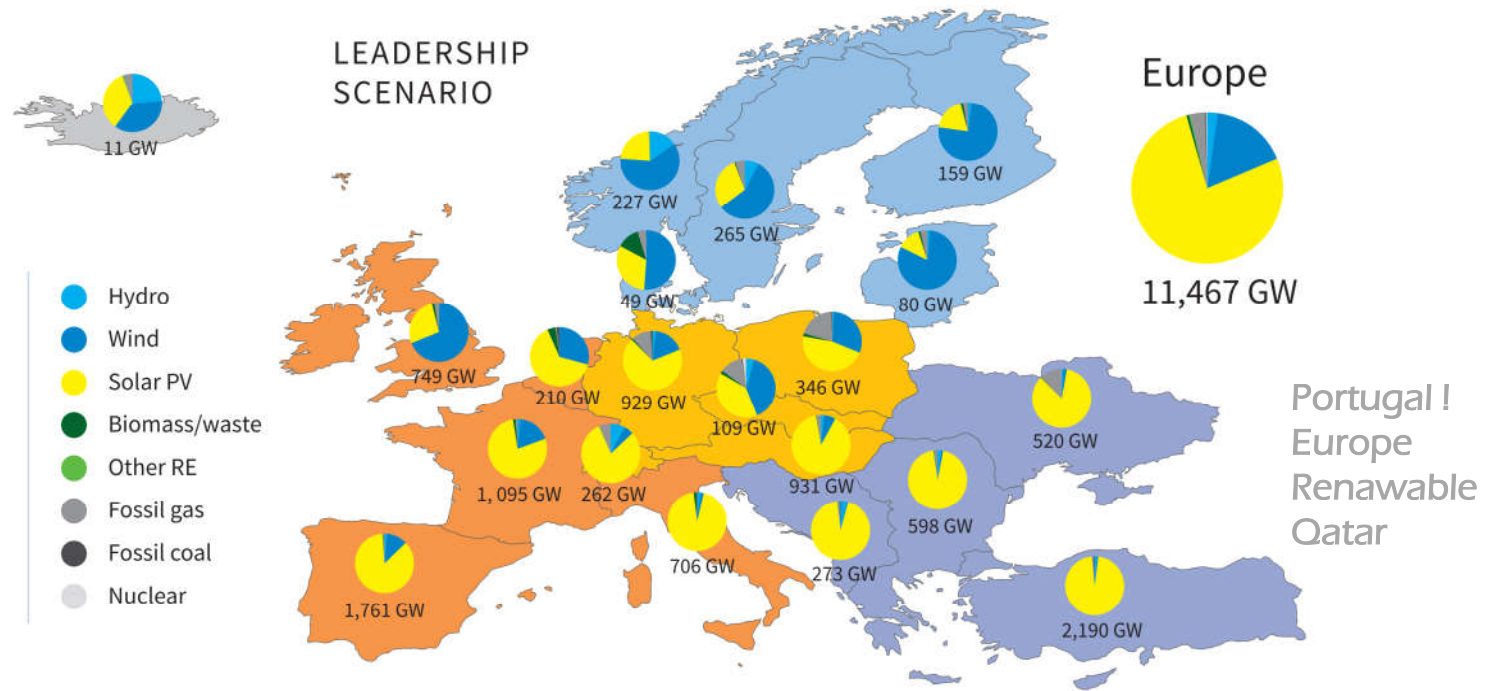 LEADERSHIP
SCENARIO
Europe
11,467 GW
11 GW
227 GW
265 GW
159 GW
49 GW
80 GW
Hydro
Wind
Solar PV
Biomass/waste
Other RE
Fossil gas
Fossil coal
Nuclear
749 GW
210 GW
929 GW
346 GW
109 GW
1, 095 GW
262 GW
931 GW
520 GW
598 GW
706 GW
273 GW
1,761 GW
2,190 GW
Portugal !
Europe
Renawable
Qatar